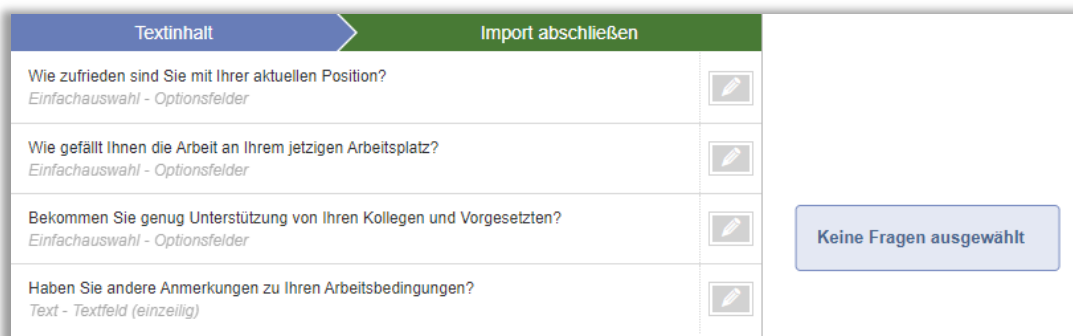 Textinhalt
Import abschließen
Wie zufrieden sind Sie mit Ihrer aktuellen Position?
Einfachauswahl - Optionsfelder
Wie gefällt Ihnen die Arbeit an Ihrem jetzigen Arbeitsplatz?
Einfachauswahl - Optionsfelder
Bekommen Sie genug Unterstützung von Ihren Kollegen und Vorgesetzten?
Einfachauswahl - Optionsfelder
Haben Sie andere Anmerkungen zu Ihren Arbeitsbedingungen?
Text - Textfeld (einzeilig)
Keine Fragen ausgewählt